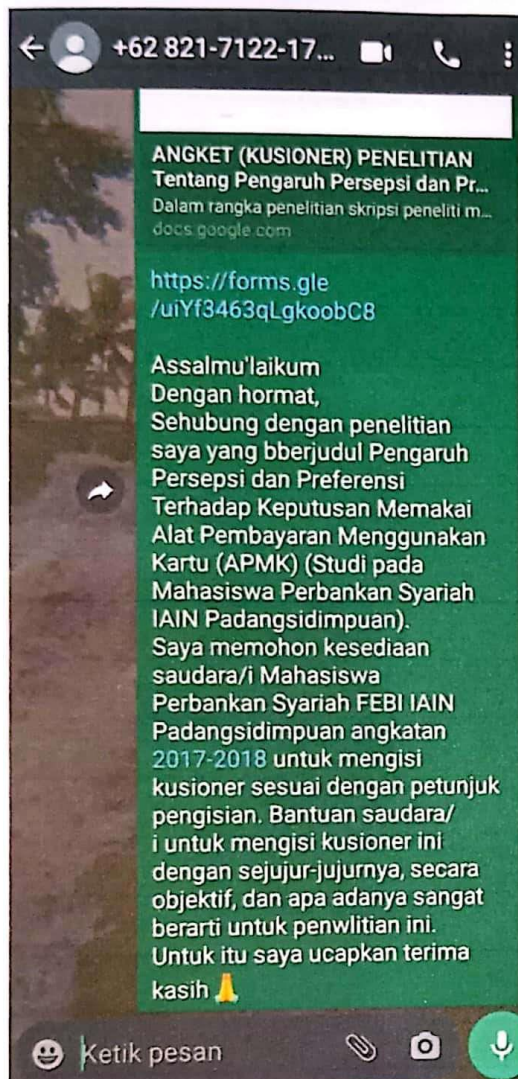 +62 821-7122-17...
ANGKET (KUSIONER) PENELITIAN
Tentang Pengaruh Persepsi dan Pr...
Dalam rangka penelitian skripsi peneliti m...
docs.google.com
https://forms.gle
/uiYf3463qLgkoobC8
Assalmu'laikum
Dengan hormat,
Sehubung dengan penelitian
saya yang bberjudul Pengaruh
Persepsi dan Preferensi
Terhadap Keputusan Memakai
Alat Pembayaran Menggunakan
Kartu (APMK) (Studi pada
Mahasiswa Perbankan Syariah
IAIN Padangsidimpuan).
Saya memohon kesediaan
saudara/i Mahasiswa
Perbankan Syariah FEBI IAIN
Padangsidimpuan angkatan
2017-2018 untuk mengisi
kusioner sesuai dengan petunjuk
pengisian. Bantuan saudara/
i untuk mengisi kusioner ini
dengan sejujur-jujurnya, secara
objektif, dan apa adanya sangat
berarti untuk penwlitian ini.
Untuk itu saya ucapkan terima
kasih 🙏
Ketik pesan